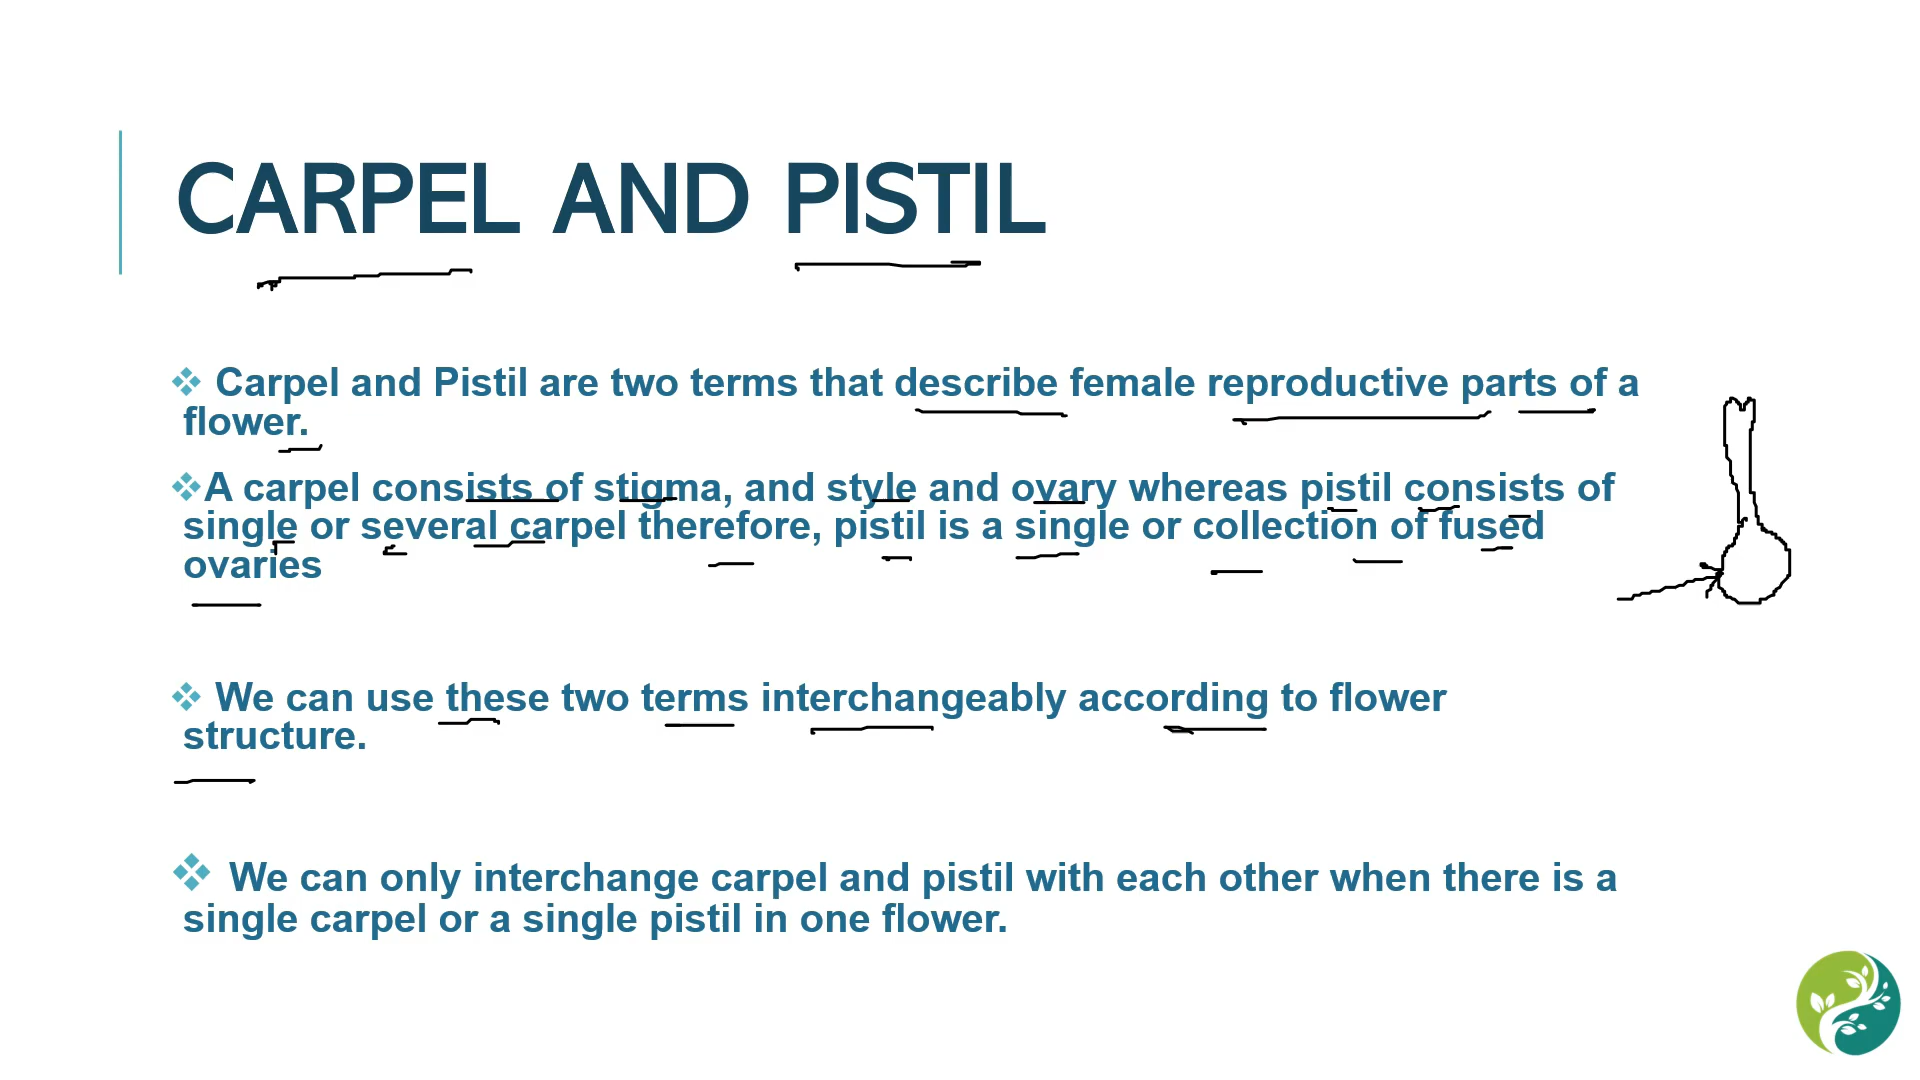 CARPEL AND PISTIL
Carpel and Pistil are two terms that describe female reproductive parts of a
flower.
A carpel consists of stigma, and style and ovary whereas pistil consists of
single or several carpel therefore, pistil is a single or collection of fused
ovaries
We can use these two terms interchangeably according to flower
structure.
We can only interchange carpel and pistil with each other when there is a
single carpel or a single pistil in one flower.